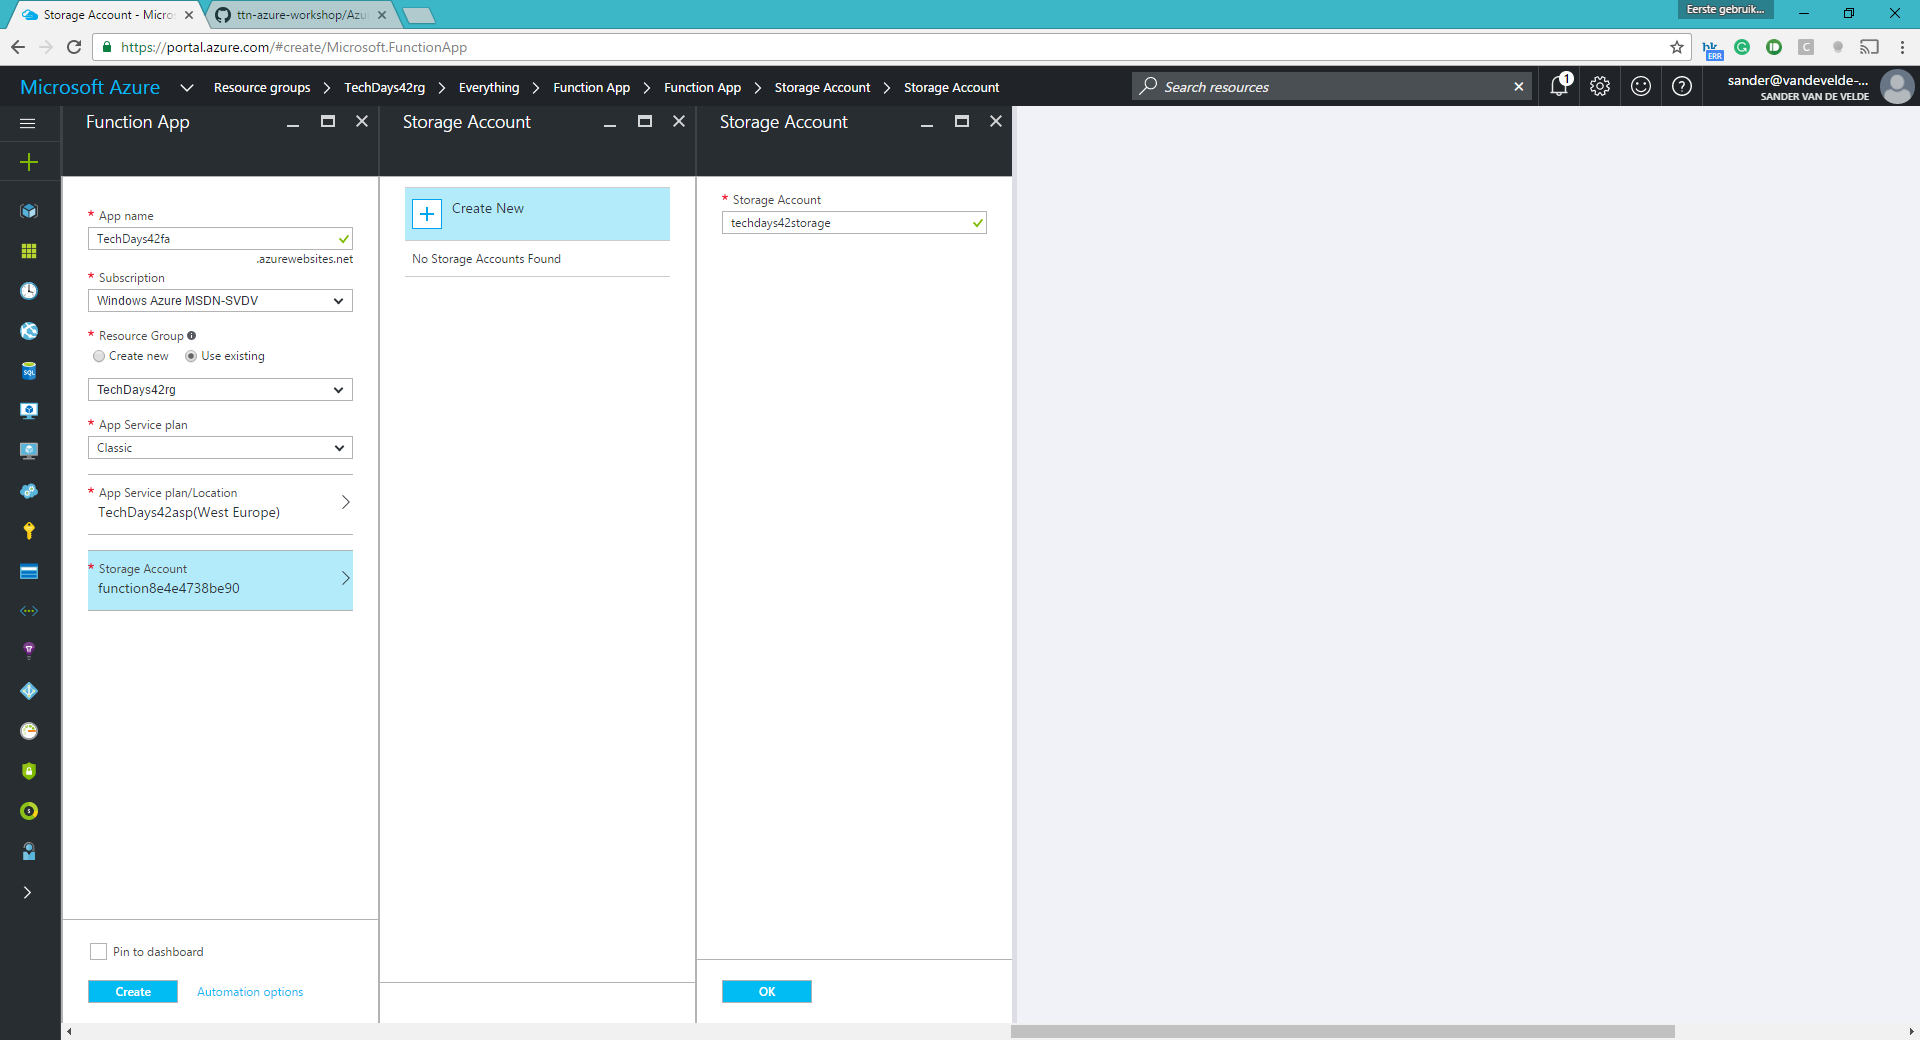 Storage Account - Micro
ttn-azure-workshop/Azu
Eerste gebruik...
https://portal.azure.com/#create/Microsoft.FunctionApp
ERR
Microsoft Azure
Resource groups
TechDays42rg
Everything
Function App
Function App
Storage Account
Storage Account
Search resources
1
sander@vandevelde-...
SANDER VAN DE VELDE
Function App
* App name
TechDays42fa
.azurewebsites.net
* Subscription
Windows Azure MSDN-SVDV
* Resource Group
Create new
Use existing
TechDays42rg
* App Service plan
Classic
* App Service plan/Location
TechDays42asp(West Europe)
* Storage Account
function8e4e4738be90
Pin to dashboard
Create
Automation options
Storage Account
Create New
No Storage Accounts Found
Storage Account
* Storage Account
techdays42storage
OK